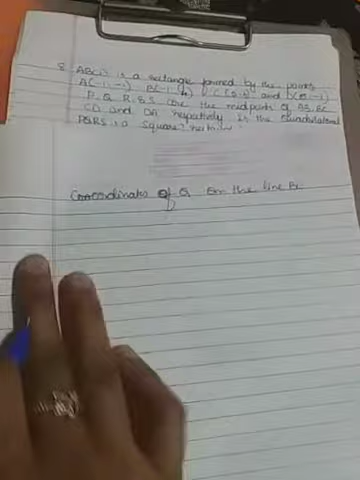 8. ABCD is a rectangle formed by the points
A(-1,-1) B(-1, 4) C(5,4) and D(5,-1)
P, Q, R & S are the midpoints of AB, BC
CD and DA respatively is the quadrilateral
PQRS is a square?
Coordinates of Q on the line BC